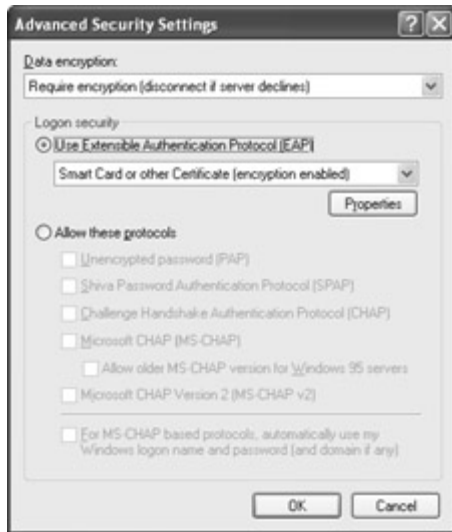 Advanced Security Settings
Data encryption:
Require encryption (disconnect if server declines)
Logon security
Use Extensible Authentication Protocol (EAP)
Smart Card or other Certificate (encryption enabled)
Properties
Allow these protocols
Unencrypted password (PAP)
Shiva Password Authentication Protocol (SPAP)
Challenge Handshake Authentication Protocol (CHAP)
Microsoft CHAP (MS-CHAP)
Allow older MS-CHAP version for Windows 95 servers
Microsoft CHAP Version 2 (MS-CHAP v2)
For MS-CHAP based protocols, automatically use my
Windows logon name and password (and domain if any)
OK Cancel